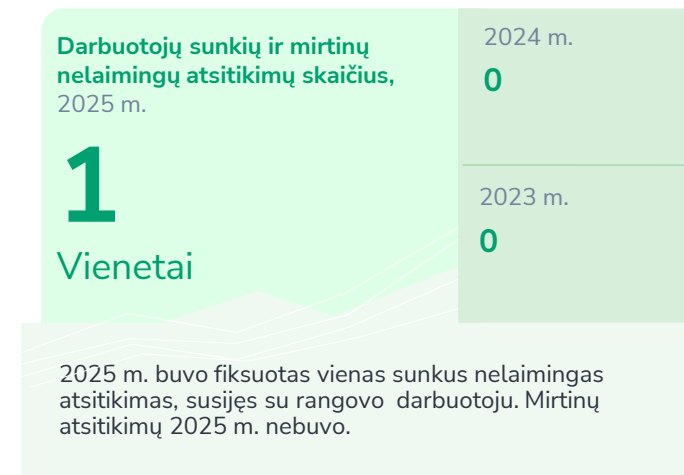 Darbuotojų sunkių ir mirtinų
nelaimingų atsitikimų skaičius,
2025 m.
1
Vienetai
2024 m.
0
2023 m.
0
2025 m. buvo fiksuotas vienas sunkus nelaimingas
atsitikimas, susijęs su rangovo darbuotoju. Mirtinų
atsitikimų 2025 m. nebuvo.